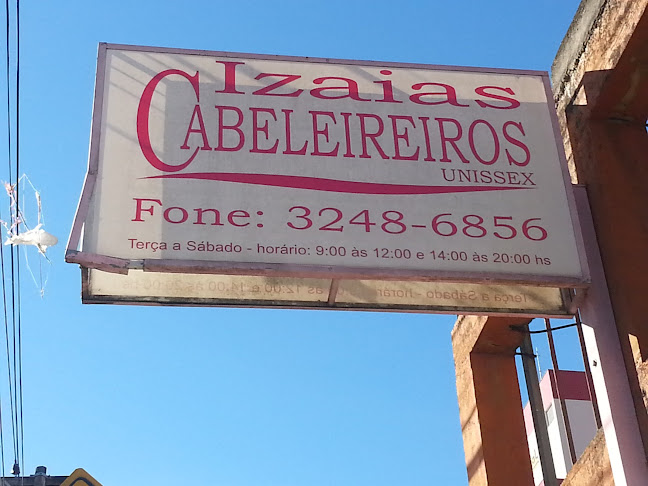 Izaias
CABELEIREIROS
UNISSEX
Fone: 3248-6856
Terça a Sábado - horário: 9:00 às 12:00 e 14:00 às 20:00 hs